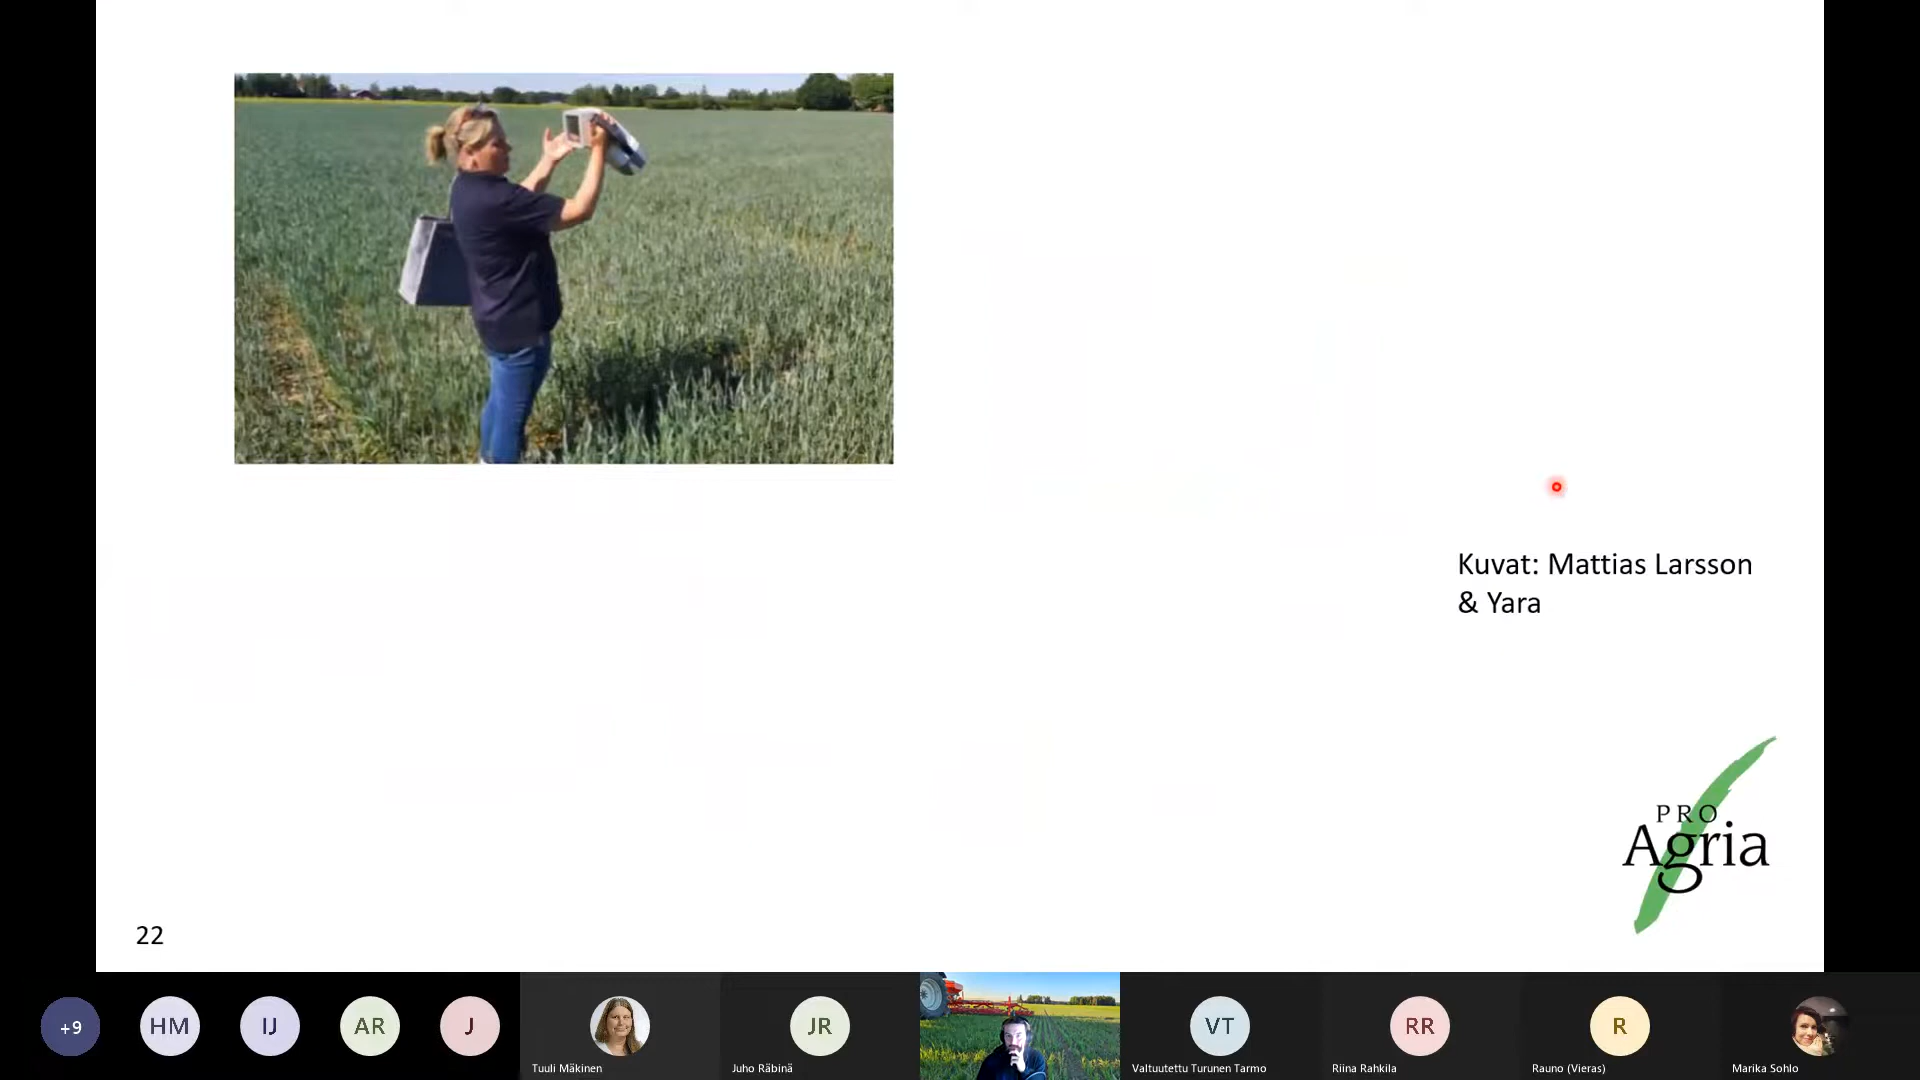 Kuvat: Mattias Larsson
& Yara
PRO
Agria
22
+9
HM
IJ
AR
J
JR
VT
RR
R
Tuuli Mäkinen
Juho Räbinä
Valtuutettu Turunen Tarmo
Riina Rahkila
Rauno (Vieras)
Marika Sohlo